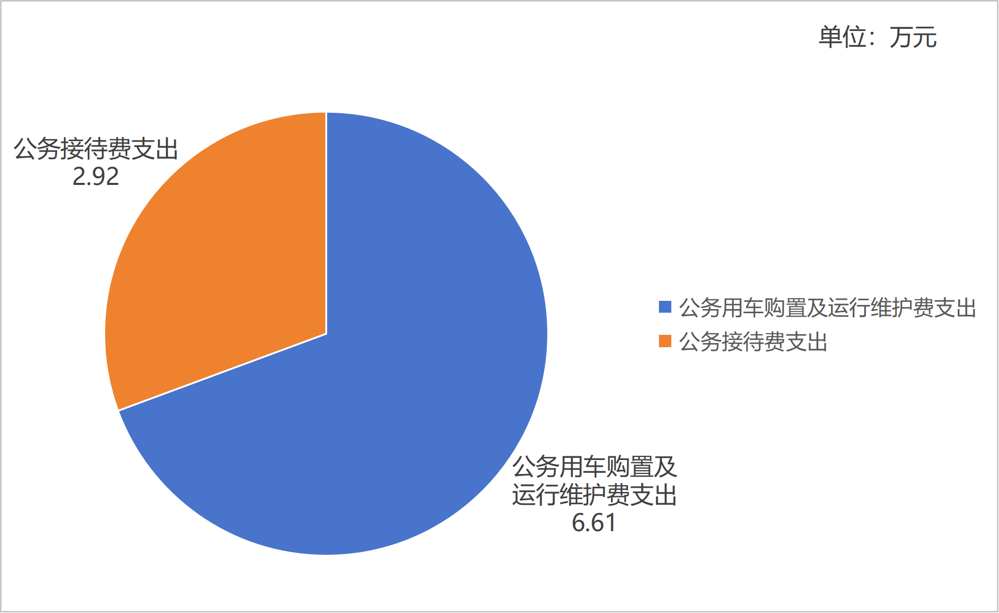 单位：万元
公务接待费支出
2.92
公务用车购置及运行维护费支出
公务接待费支出
公务用车购置及
运行维护费支出
6.61